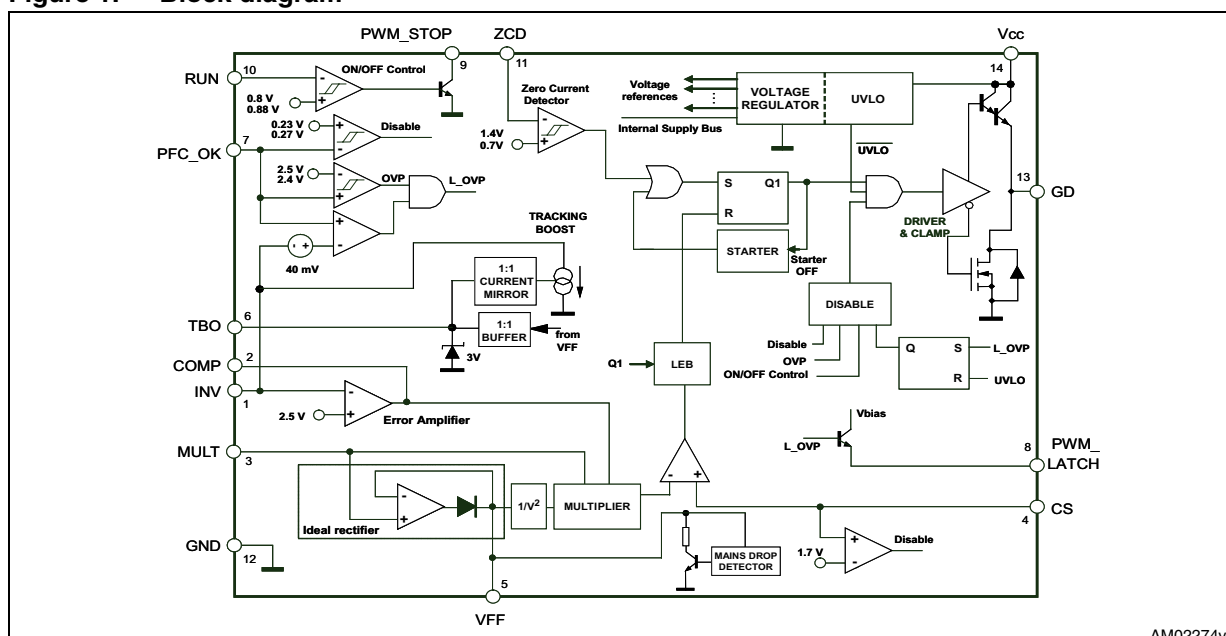 Figure 1. Block diagram
PWM_STOP
ZCD
Vcc
9
11
14
RUN
10
ON/OFF Control
0.8 V
0.88 V
Zero Current
Detector
Voltage
references
VOLTAGE
REGULATOR
UVLO
Internal Supply Bus
0.23 V
0.27 V
Disable
7
PFC_OK
1.4V
0.7V
UVLO
2.5 V
2.4 V
OVP
L_OVP
S
Q1
R
13
GD
DRIVER
& CLAMP
40 mV
TRACKING
BOOST
STARTER
Starter
OFF
1:1
CURRENT
MIRROR
DISABLE
6
TBO
1:1
BUFFER
from
VFF
3V
Disable
OVP
ON/OFF Control
Q
S
L_OVP
R
UVLO
2
COMP
Q1
LEB
INV
1
2.5 V
Error Amplifier
Vbias
L_OVP
8
PWM_
LATCH
MULT
3
Ideal rectifier
1/V²
MULTIPLIER
CS
4
MAINS DROP
DETECTOR
1.7 V
Disable
GND
12
5
VFF